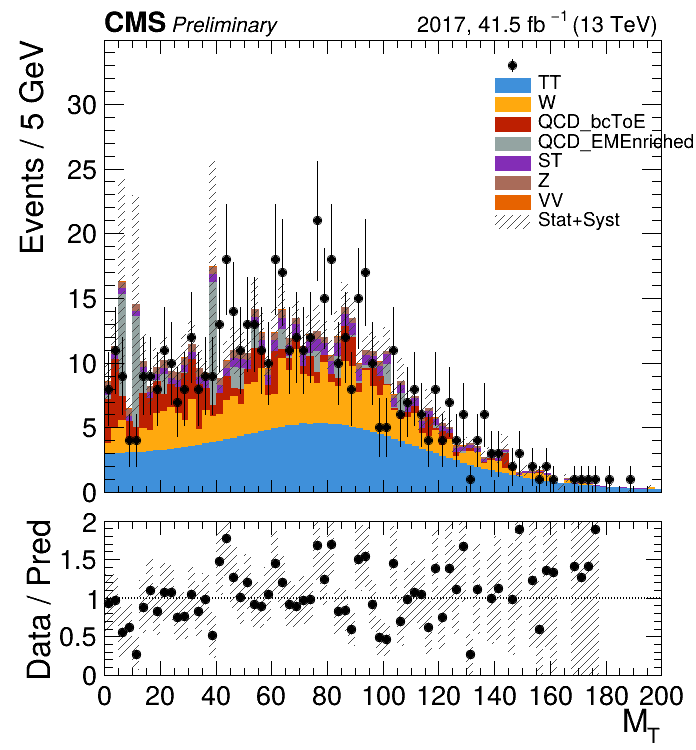 CMS Preliminary 2017, 41.5 fb⁻¹ (13 TeV)
Events / 5 GeV
30
25
20
15
10
5
0
TT
W
QCD_bcToE
QCD_EMEnriched
ST
Z
VV
Stat+Syst
Data / Pred
2
1.5
1
0.5
0
0 20 40 60 80 100 120 140 160 180 200
M_T